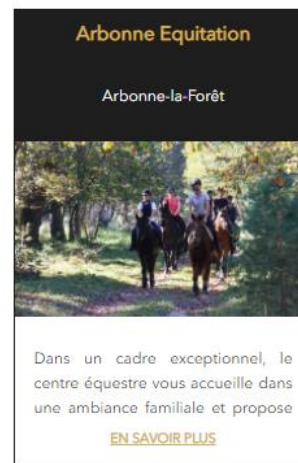 Arbonne Equitation
Arbonne-la-Forêt
Dans un cadre exceptionnel, le
centre équestre vous accueille dans
une ambiance familiale et propose
EN SAVOIR PLUS